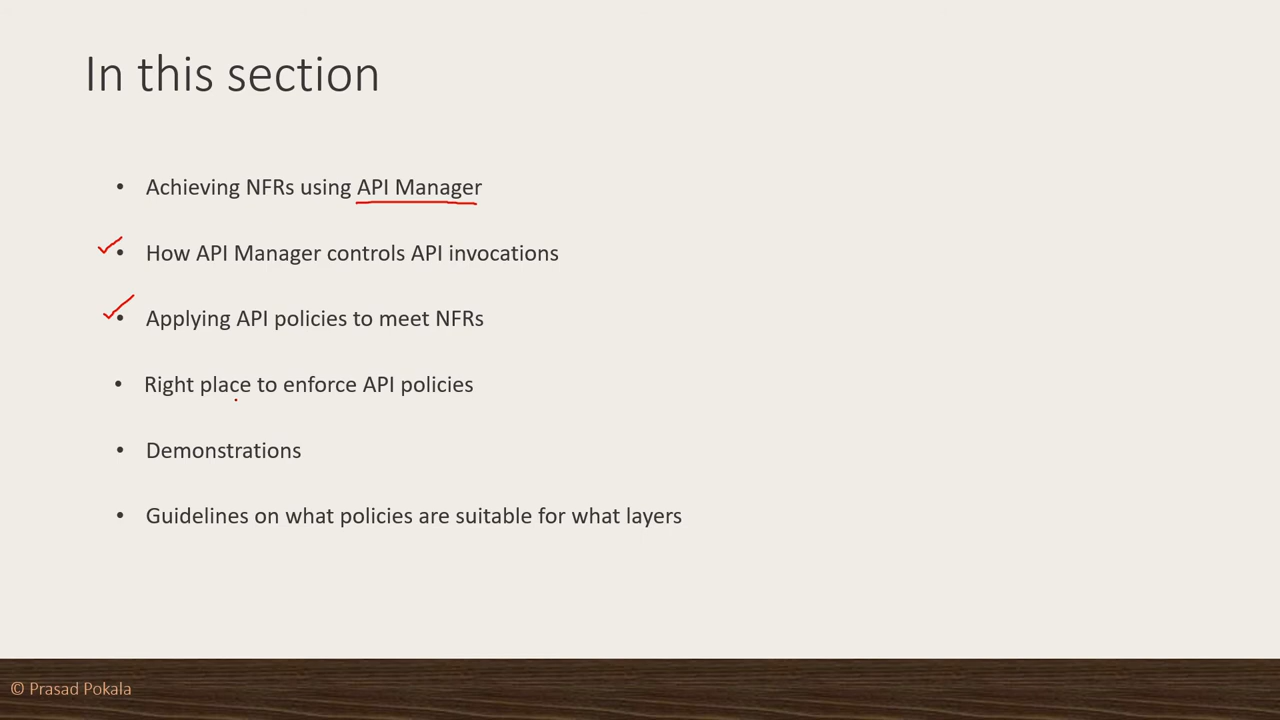 In this section
• Achieving NFRs using API Manager
• How API Manager controls API invocations
• Applying API policies to meet NFRs
• Right place to enforce API policies
• Demonstrations
• Guidelines on what policies are suitable for what layers
© Prasad Pokala